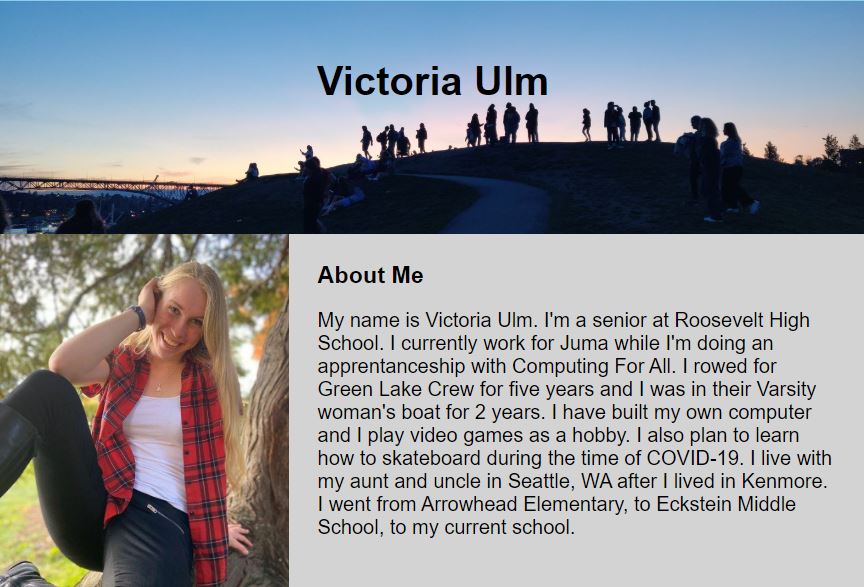 Victoria Ulm
About Me
My name is Victoria Ulm. I'm a senior at Roosevelt High
School. I currently work for Juma while I'm doing an
apprentanceship with Computing For All. I rowed for
Green Lake Crew for five years and I was in their Varsity
woman's boat for 2 years. I have built my own computer
and I play video games as a hobby. I also plan to learn
how to skateboard during the time of COVID-19. I live with
my aunt and uncle in Seattle, WA after I lived in Kenmore.
I went from Arrowhead Elementary, to Eckstein Middle
School, to my current school.